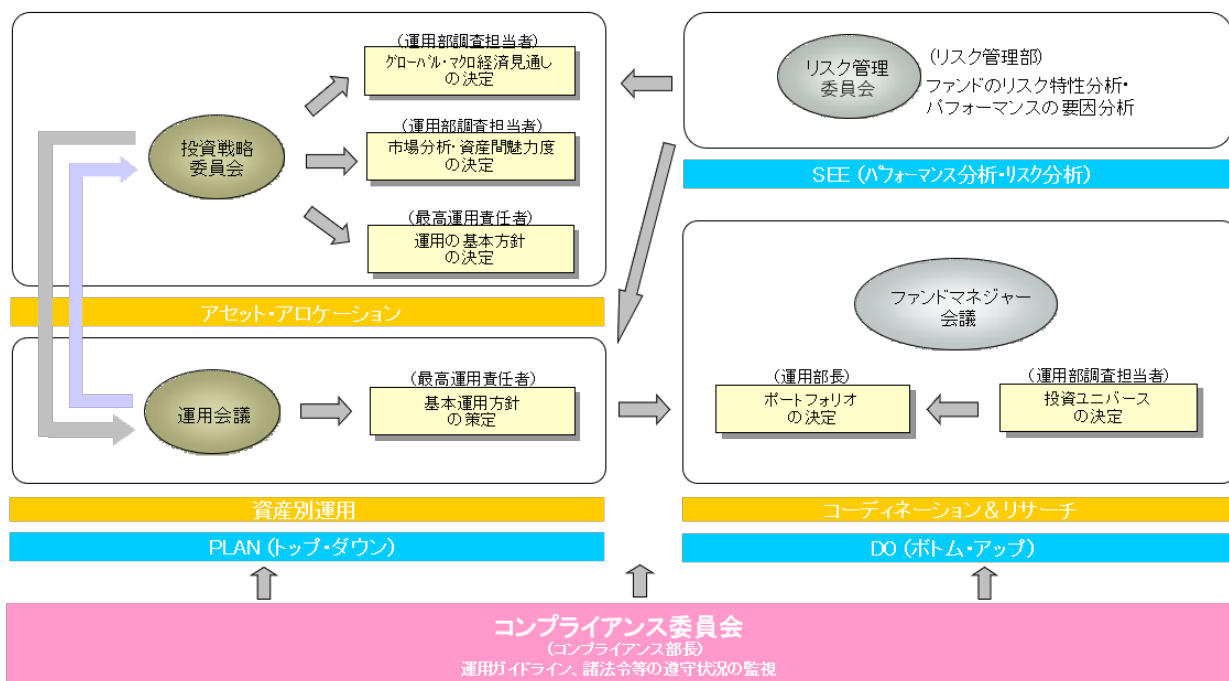 (運用部調査担当者)
グローバル・マクロ経済見通し
の決定
投資戦略
委員会
(運用部調査担当者)
市場分析・資産間魅力度
の決定
(最高運用責任者)
運用の基本方針
の決定
アセット・アロケーション
リスク管理
委員会
(リスク管理部)
ファンドのリスク特性分析・
パフォーマンスの要因分析
SEE (パフォーマンス分析・リスク分析)
運用会議
(最高運用責任者)
基本運用方針
の策定
資産別運用
PLAN (トップ・ダウン)
ファンドマネジャー
会議
(運用部長)
ポートフォリオ
の決定
(運用部調査担当者)
投資ユニバース
の決定
コーディネーション&リサーチ
DO (ボトム・アップ)
コンプライアンス委員会
(コンプライアンス部長)
運用ガイドライン、諸法令等の遵守状況の監視